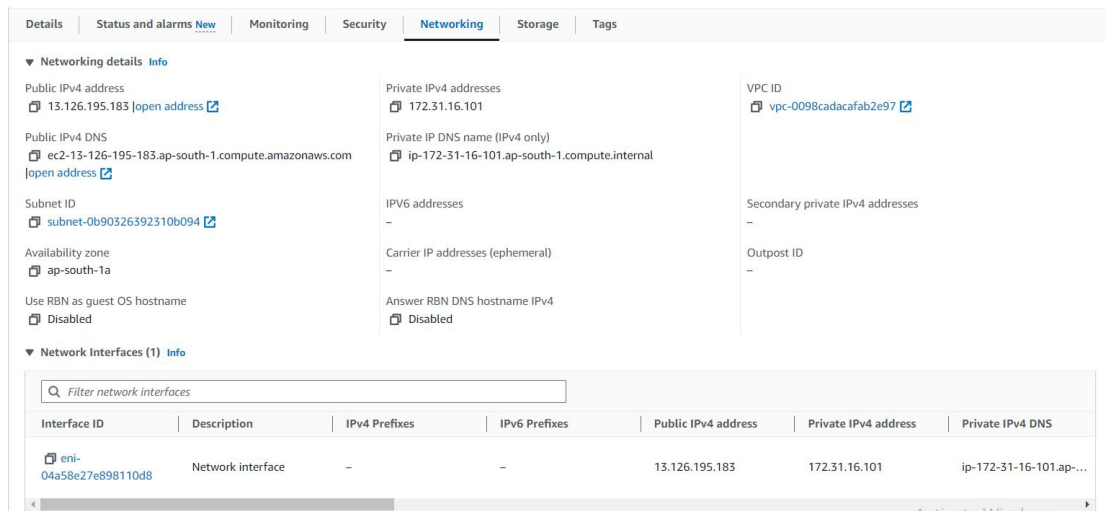 Details Status and alarms New Monitoring Security Networking Storage Tags
Networking details Info
Public IPv4 address
13.126.195.183 |open address
Private IPv4 addresses
172.31.16.101
VPC ID
vpc-0098cadacafab2e97
Public IPv4 DNS
ec2-13-126-195-183.ap-south-1.compute.amazonaws.com
|open address
Private IP DNS name (IPv4 only)
ip-172-31-16-101.ap-south-1.compute.internal
Subnet ID
subnet-0b90326392310b094
IPV6 addresses
–
Secondary private IPv4 addresses
–
Availability zone
ap-south-1a
Carrier IP addresses (ephemeral)
–
Outpost ID
–
Use RBN as guest OS hostname
Disabled
Answer RBN DNS hostname IPv4
Disabled
Network Interfaces (1) Info
Filter network interfaces
Interface ID Description IPv4 Prefixes IPv6 Prefixes Public IPv4 address Private IPv4 address Private IPv4 DNS
eni-
04a58e27e898110d8 Network interface – – 13.126.195.183 172.31.16.101 ip-172-31-16-101.ap-...